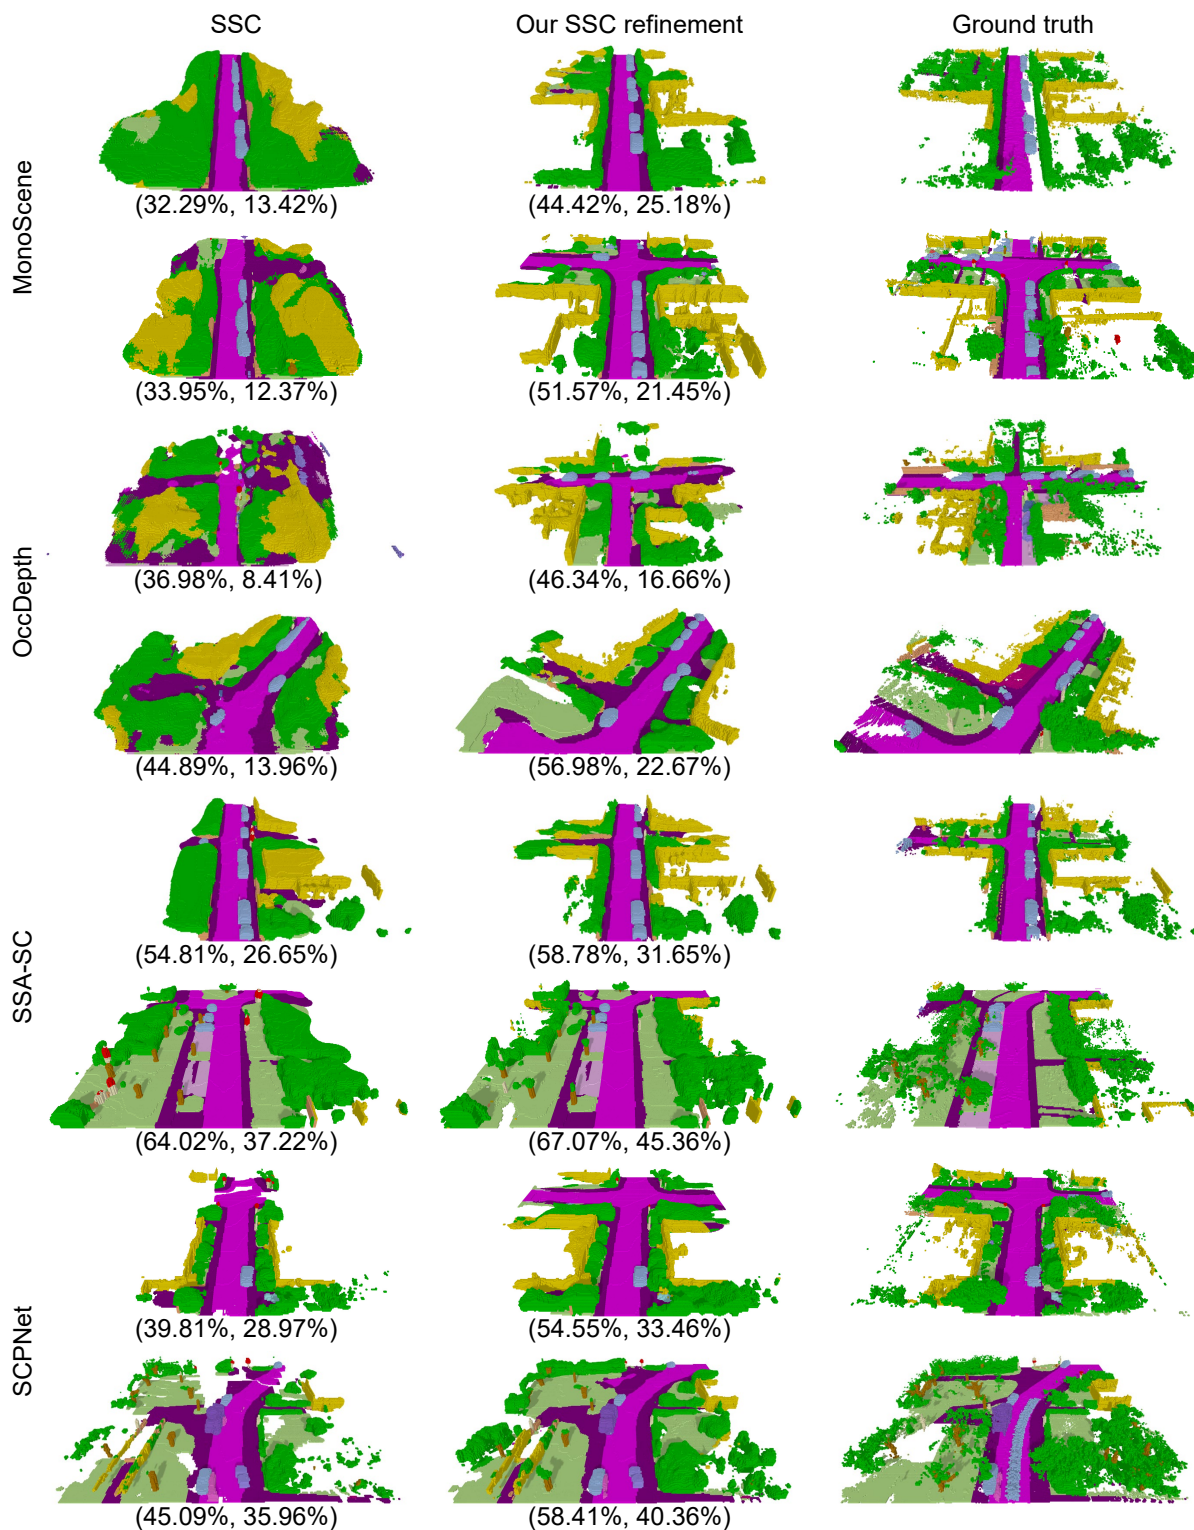 SSC Our SSC refinement Ground truth
MonoScene
(32.29%, 13.42%) (44.42%, 25.18%)
(33.95%, 12.37%) (51.57%, 21.45%)
OccDepth
(36.98%, 8.41%) (46.34%, 16.66%)
(44.89%, 13.96%) (56.98%, 22.67%)
SSA-SC
(54.81%, 26.65%) (58.78%, 31.65%)
(64.02%, 37.22%) (67.07%, 45.36%)
SCPNet
(39.81%, 28.97%) (54.55%, 33.46%)
(45.09%, 35.96%) (58.41%, 40.36%)